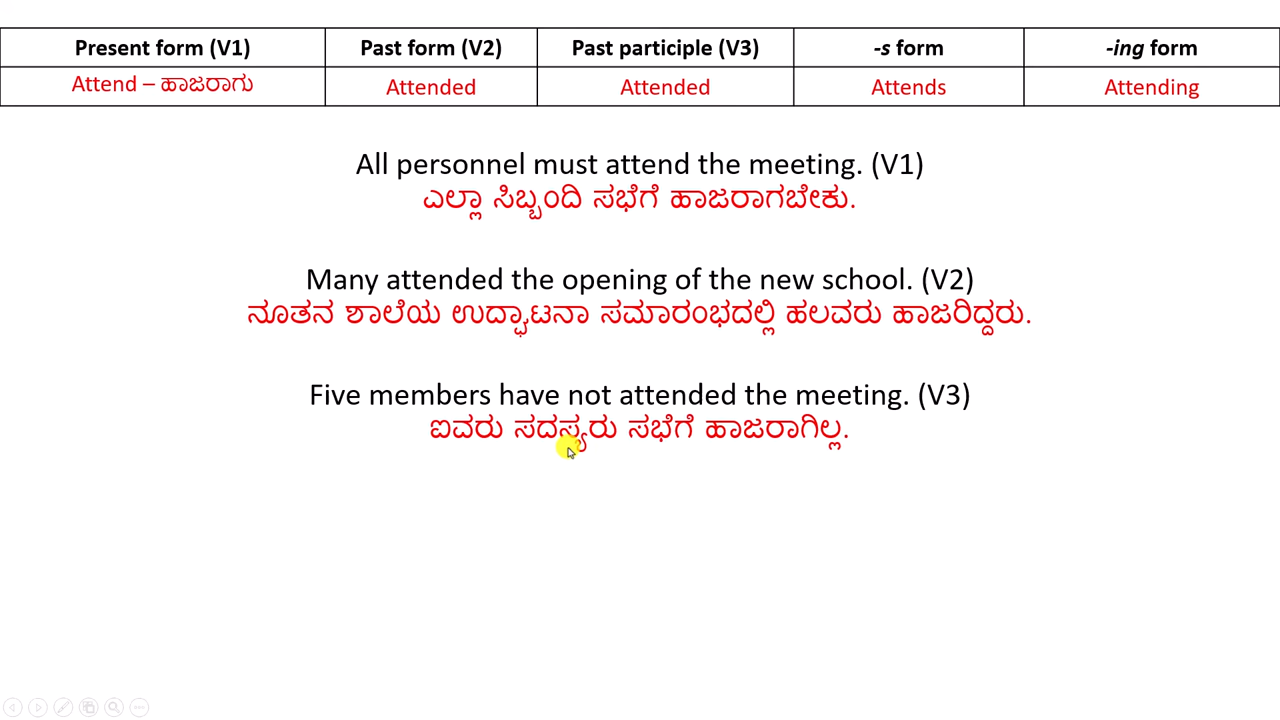 Present form (V1) Past form (V2) Past participle (V3) -s form -ing form
Attend – ಹಾಜರಾಗು Attended Attended Attends Attending
All personnel must attend the meeting. (V1)
ಎಲ್ಲಾ ಸಿಬ್ಬಂದಿ ಸಭೆಗೆ ಹಾಜರಾಗಬೇಕು.
Many attended the opening of the new school. (V2)
ನೂತನ ಶಾಲೆಯ ಉದ್ಘಾಟನಾ ಸಮಾರಂಭದಲ್ಲಿ ಹಲವರು ಹಾಜರಿದ್ದರು.
Five members have not attended the meeting. (V3)
ಐವರು ಸದಸ್ಯರು ಸಭೆಗೆ ಹಾಜರಾಗಿಲ್ಲ.